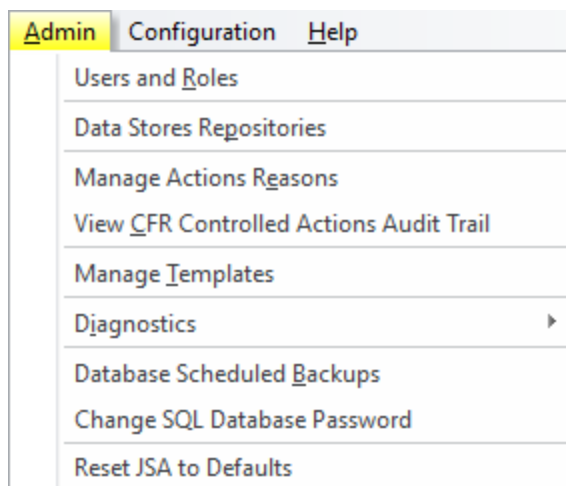 Admin Configuration Help
Users and Roles
Data Stores Repositories
Manage Actions Reasons
View CFR Controlled Actions Audit Trail
Manage Templates
Diagnostics
Database Scheduled Backups
Change SQL Database Password
Reset JSA to Defaults